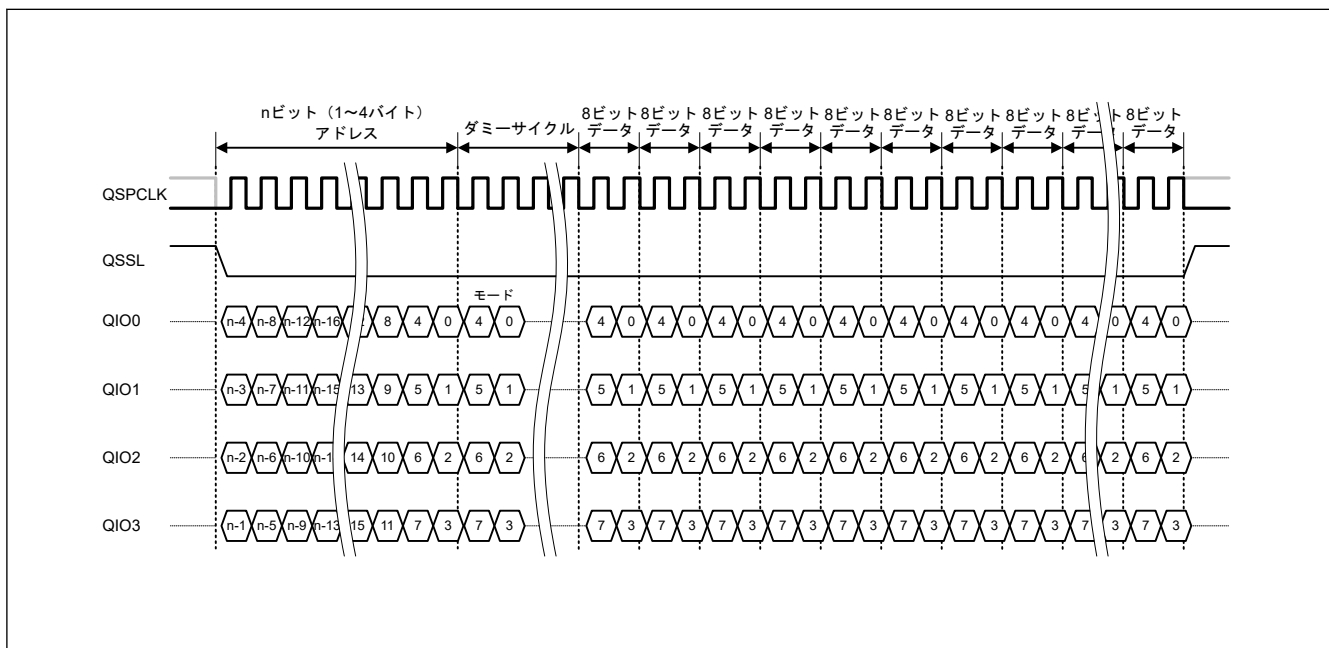 nビット（1～4バイト）
アドレス
ダミーサイクル
8ビット 8ビット 8ビット 8ビット 8ビット 8ビット 8ビット 8ビット 8ビット 8ビット
データ データ データ データ データ データ データ データ データ データ
QSPCLK
QSSL
モード
QIO0 n-4 n-8 n-12 n-16 8 4 0 4 0 4 0 4 0 4 0 4 0 4 0 4 0 4 0 4 0 4 0 4 0
QIO1 n-3 n-7 n-11 n-15 13 9 5 1 5 1 5 1 5 1 5 1 5 1 5 1 5 1 5 1 5 1 5 1 5 1
QIO2 n-2 n-6 n-10 14 10 6 2 6 2 6 2 6 2 6 2 6 2 6 2 6 2 6 2 6 2 6 2 6 2
QIO3 n-1 n-5 n-9 n-13 15 11 7 3 7 3 7 3 7 3 7 3 7 3 7 3 7 3 7 3 7 3 7 3 7 3